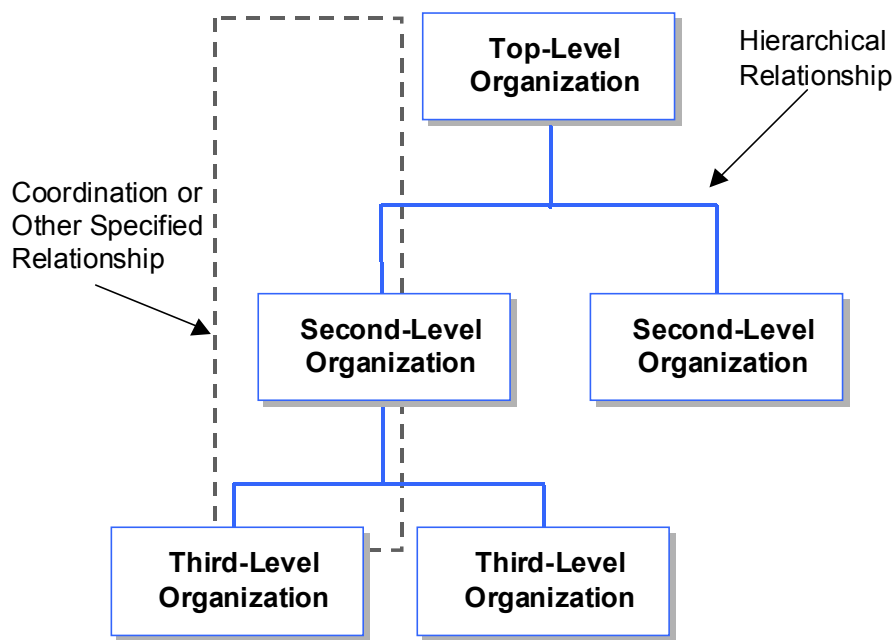 Top-Level
Organization
Hierarchical
Relationship
Coordination or
Other Specified
Relationship
Second-Level
Organization
Second-Level
Organization
Third-Level
Organization
Third-Level
Organization